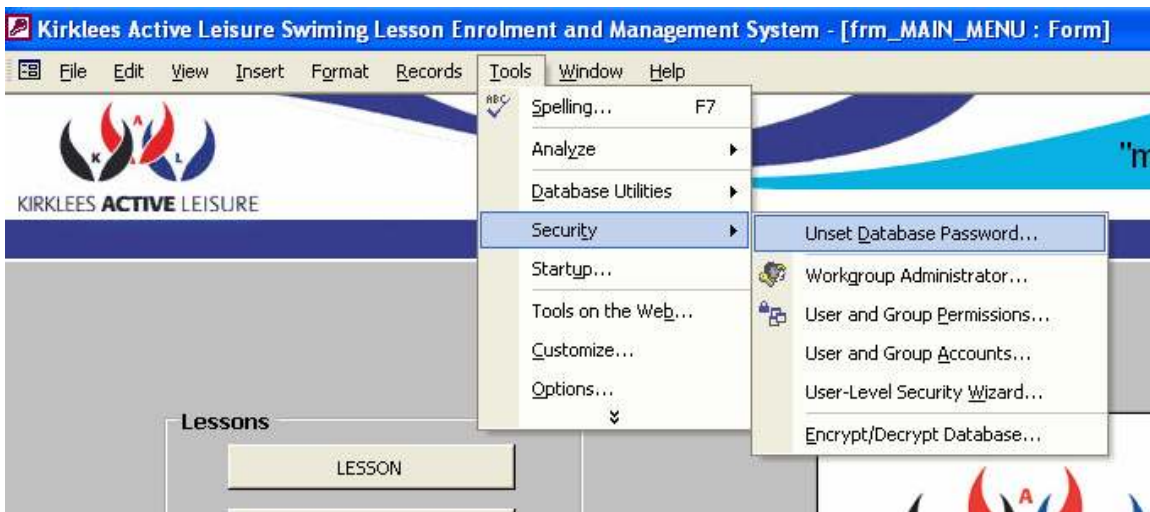 Kirklees Active Leisure Swiming Lesson Enrolment and Management System - [frm_MAIN_MENU : Form]
File Edit View Insert Format Records Tools Window Help
ABC Spelling... F7
Analyze
Database Utilities
Security
Startup...
Tools on the Web...
Customize...
Options...
Unset Database Password...
Workgroup Administrator...
User and Group Permissions...
User and Group Accounts...
User-Level Security Wizard...
Encrypt/Decrypt Database...
K A L
KIRKLEES ACTIVE LEISURE
"m
Lessons
LESSON
A